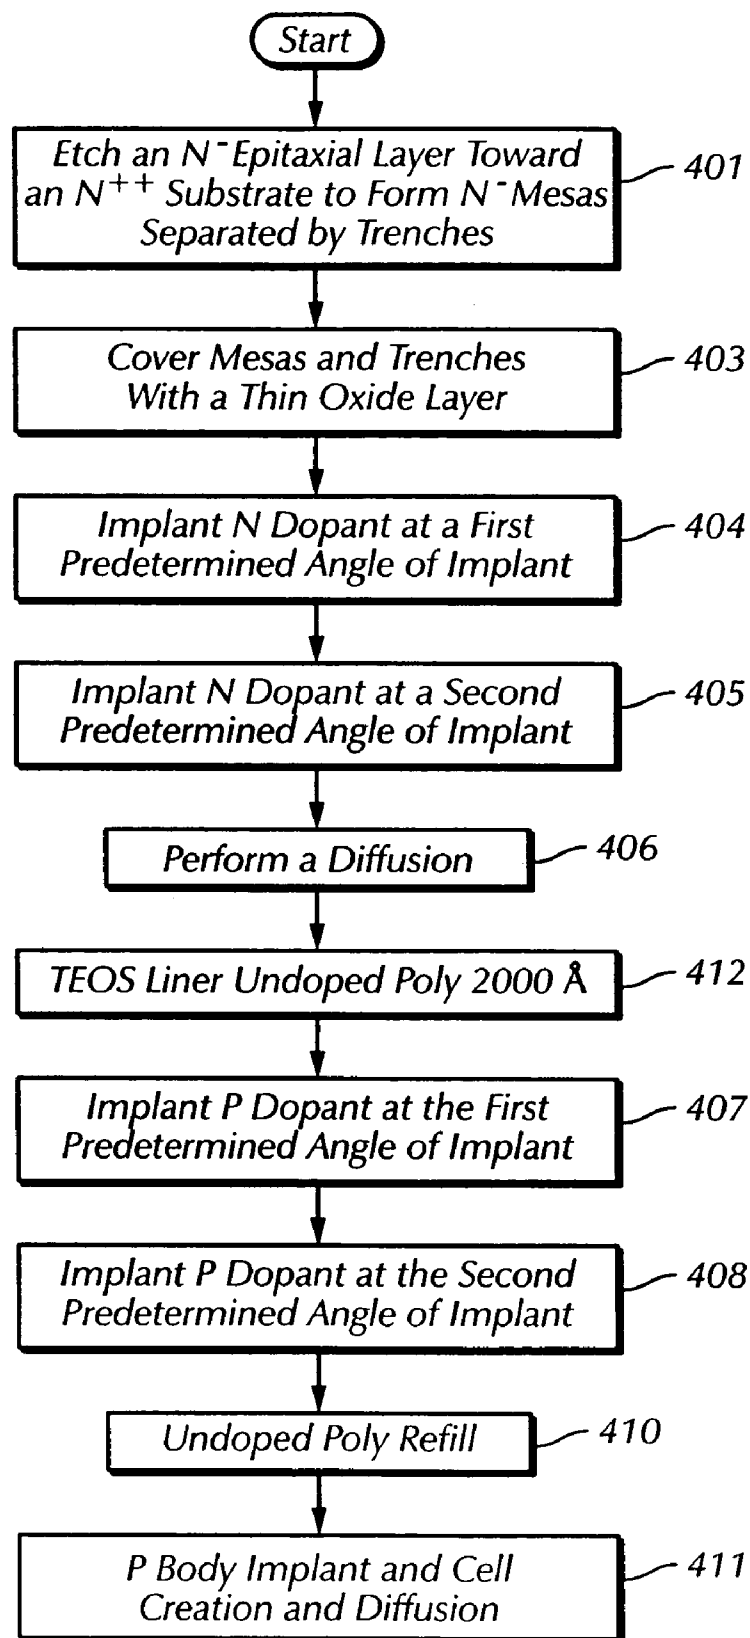 Start
Etch an N⁻ Epitaxial Layer Toward
an N⁺⁺ Substrate to Form N⁻ Mesas
Separated by Trenches
401
Cover Mesas and Trenches
With a Thin Oxide Layer
403
Implant N Dopant at a First
Predetermined Angle of Implant
404
Implant N Dopant at a Second
Predetermined Angle of Implant
405
Perform a Diffusion
406
TEOS Liner Undoped Poly 2000 Å
412
Implant P Dopant at the First
Predetermined Angle of Implant
407
Implant P Dopant at the Second
Predetermined Angle of Implant
408
Undoped Poly Refill
410
P Body Implant and Cell
Creation and Diffusion
411